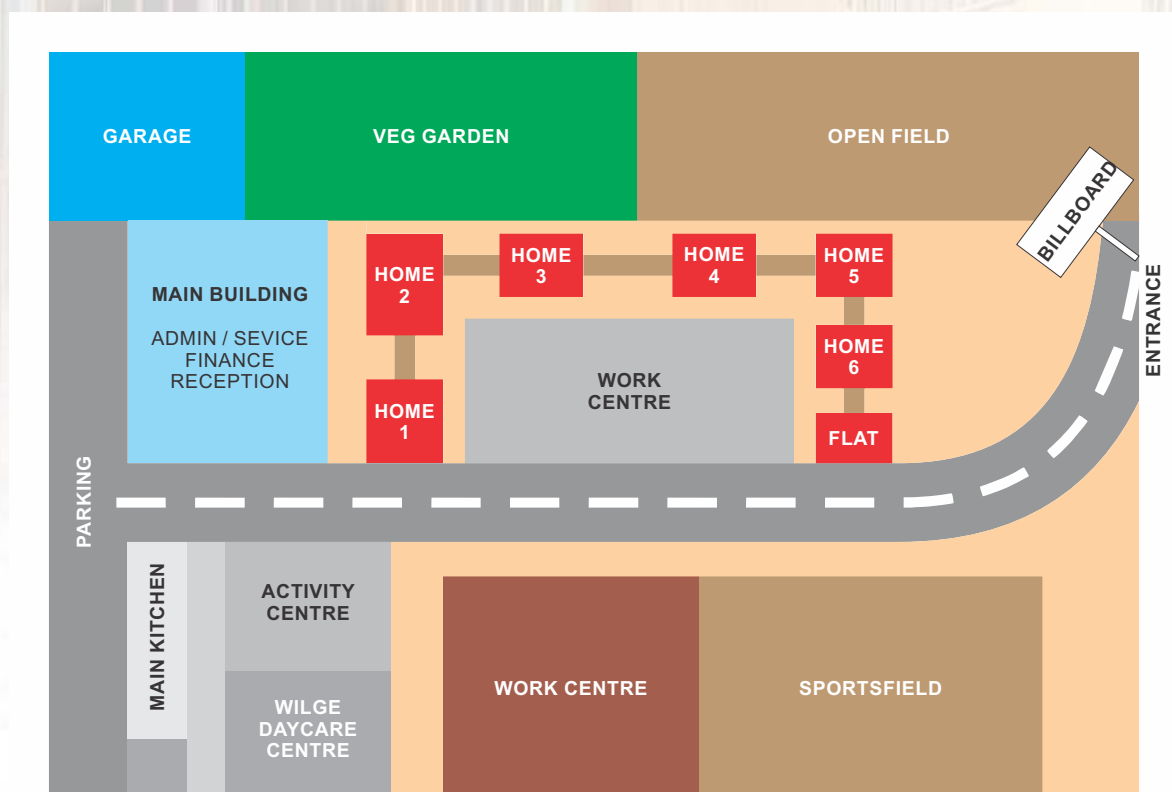 GARAGE
VEG GARDEN
OPEN FIELD
BILLBOARD
ENTRANCE
MAIN BUILDING
ADMIN / SEVICE
FINANCE
RECEPTION
HOME
2
HOME
3
HOME
4
HOME
5
HOME
6
HOME
1
WORK
CENTRE
FLAT
PARKING
MAIN KITCHEN
ACTIVITY
CENTRE
WILGE
DAYCARE
CENTRE
WORK CENTRE
SPORTSFIELD